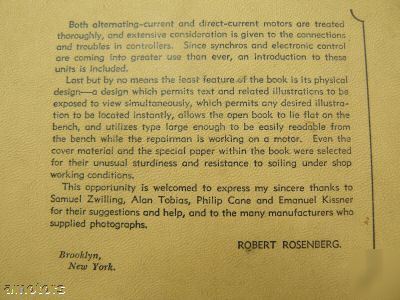 Both alternating-current and direct-current motors are treated
thoroughly, and extensive consideration is given to the connections
and troubles in controllers. Since synchros and electronic control
are coming into greater use than ever, an introduction to these
units is included.
Last but by no means the least feature of the book is its physical
design—a design which permits text and related illustrations to be
exposed to view simultaneously, which permits any desired illustra-
tion to be located instantly, allows the open book to lie flat on the
bench, and utilizes type large enough to be easily readable from
the bench while the repairman is working on a motor. Even the
cover material and the special paper within the book were selected
for their unusual sturdiness and resistance to soiling under shop
working conditions.
This opportunity is welcomed to express my sincere thanks to
Samuel Zwilling, Alan Tobias, Philip Cane and Emanuel Kissner
for their suggestions and help, and to the many manufacturers who
supplied photographs.
ROBERT ROSENBERG.
Brooklyn,
New York.
amotors